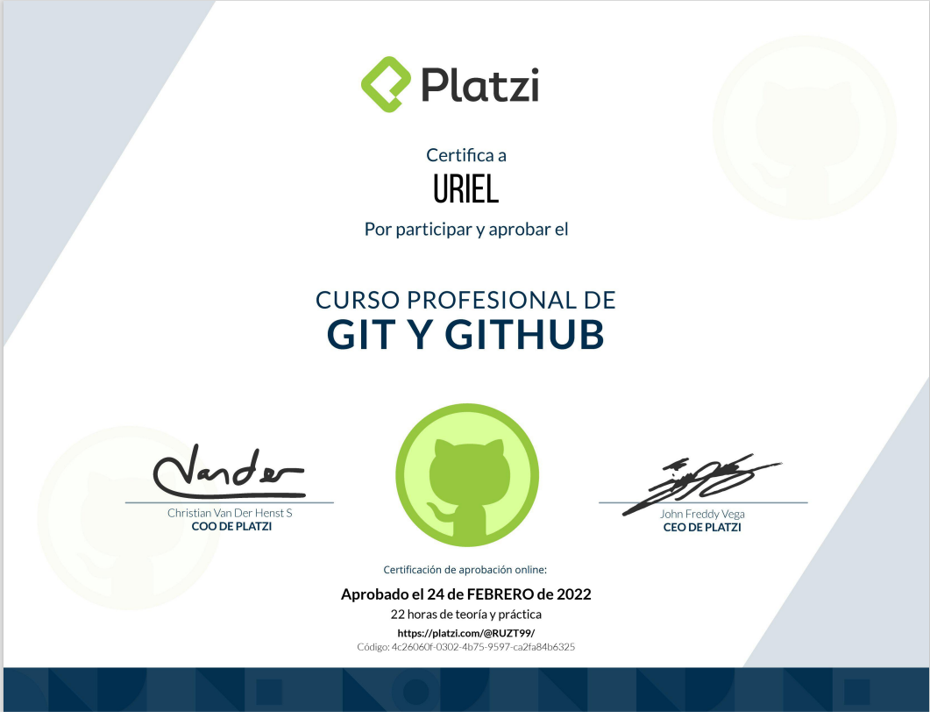 Platzi
Certifica a
URIEL
Por participar y aprobar el
CURSO PROFESIONAL DE
GIT Y GITHUB
Vander
Christian Van Der Henst S
COO DE PLATZI
John Freddy Vega
CEO DE PLATZI
Certificación de aprobación online:
Aprobado el 24 de FEBRERO de 2022
22 horas de teoría y práctica
https://platzi.com/@RUZT99/
Código: 4c26060f-0302-4b75-9597-ca2fa84b6325